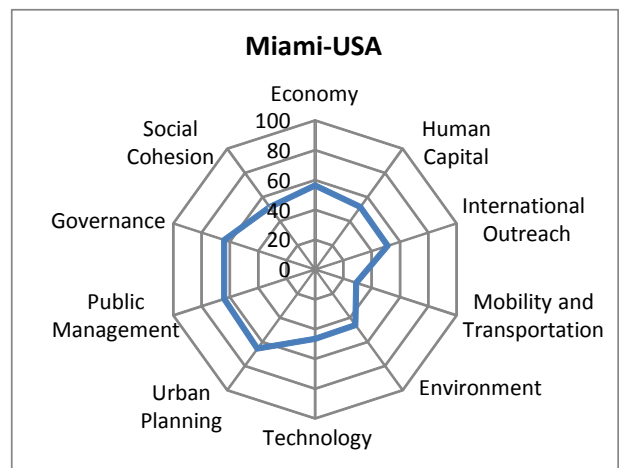 Miami-USA
Economy
Human
Capital
International
Outreach
Mobility and
Transportation
Environment
Technology
Urban
Planning
Public
Management
Governance
Social
Cohesion
100
80
60
40
20
0